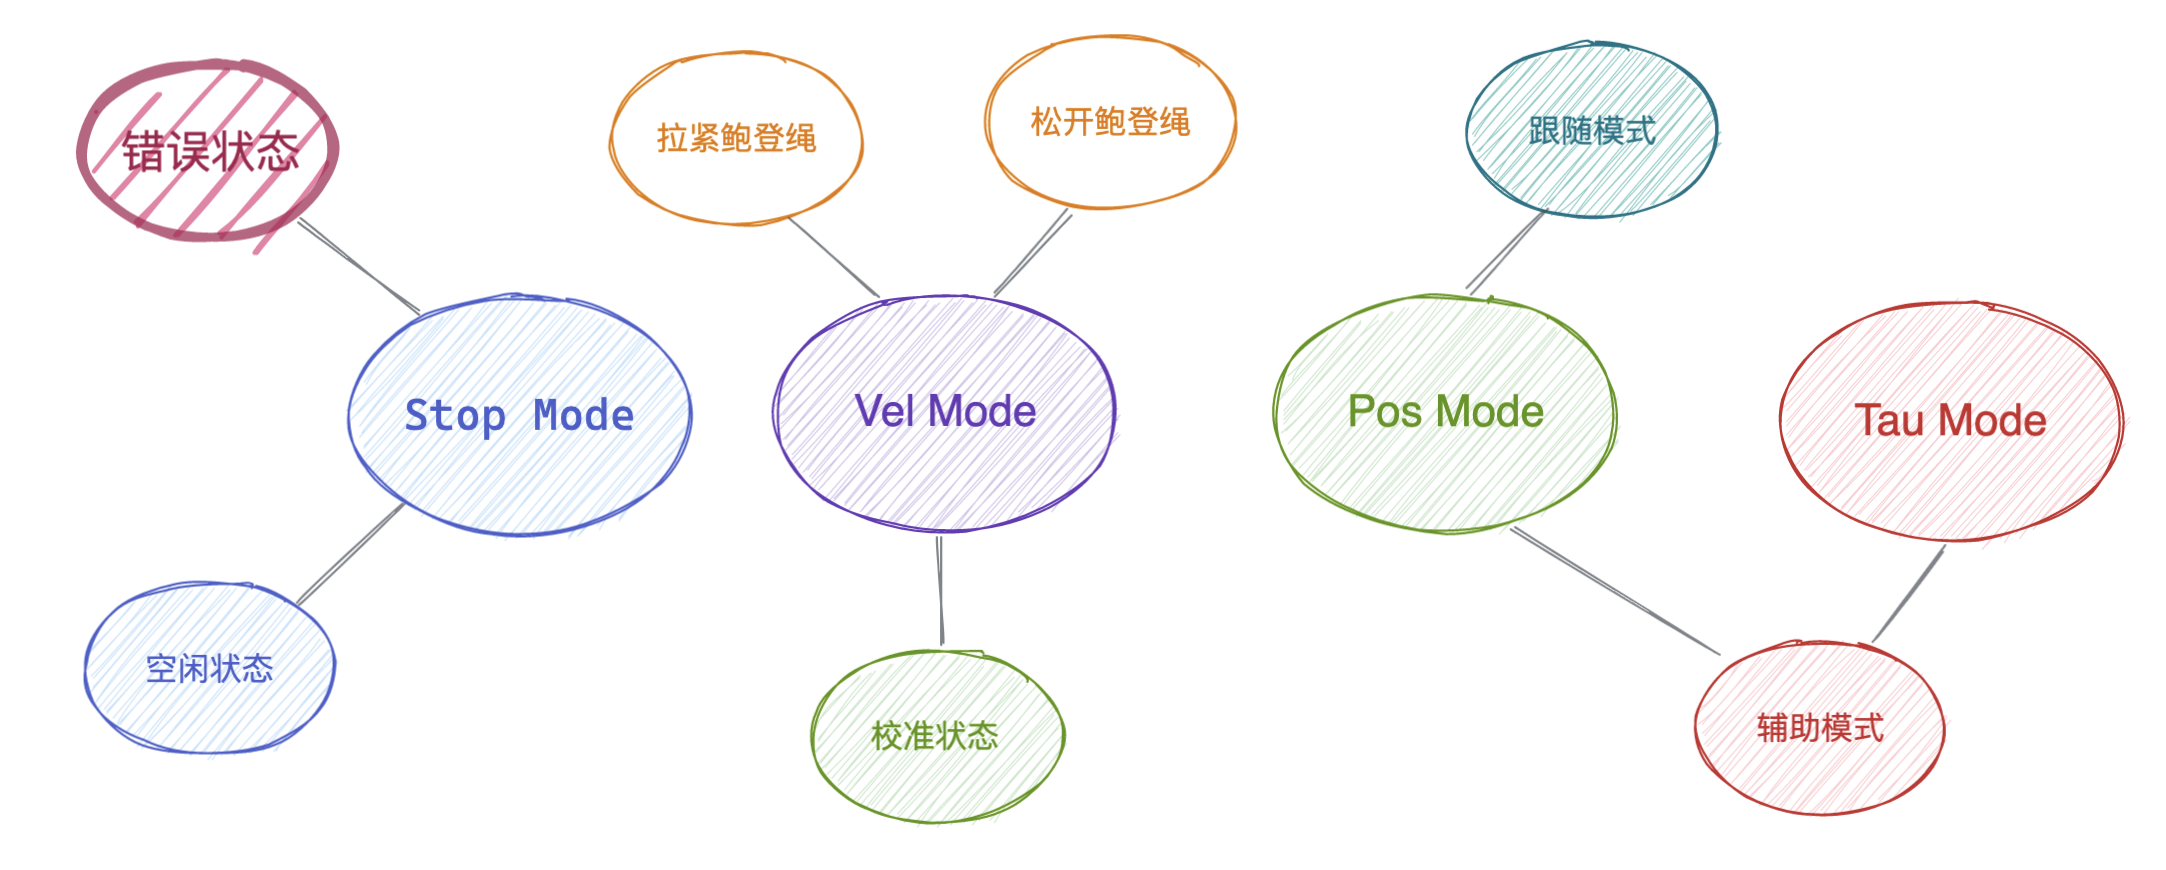 错误状态
拉紧鲍登绳
松开鲍登绳
跟随模式
Stop Mode
Vel Mode
Pos Mode
Tau Mode
空闲状态
校准状态
辅助模式